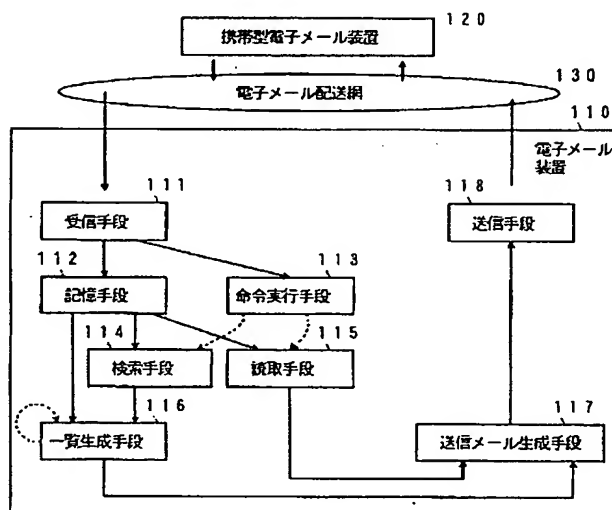 120
携帯型電子メール装置
130
電子メール配送網
110
電子メール
装置
111
受信手段
118
送信手段
112
記憶手段
113
命令実行手段
114
検索手段
115
読取手段
116
一覧生成手段
117
送信メール生成手段